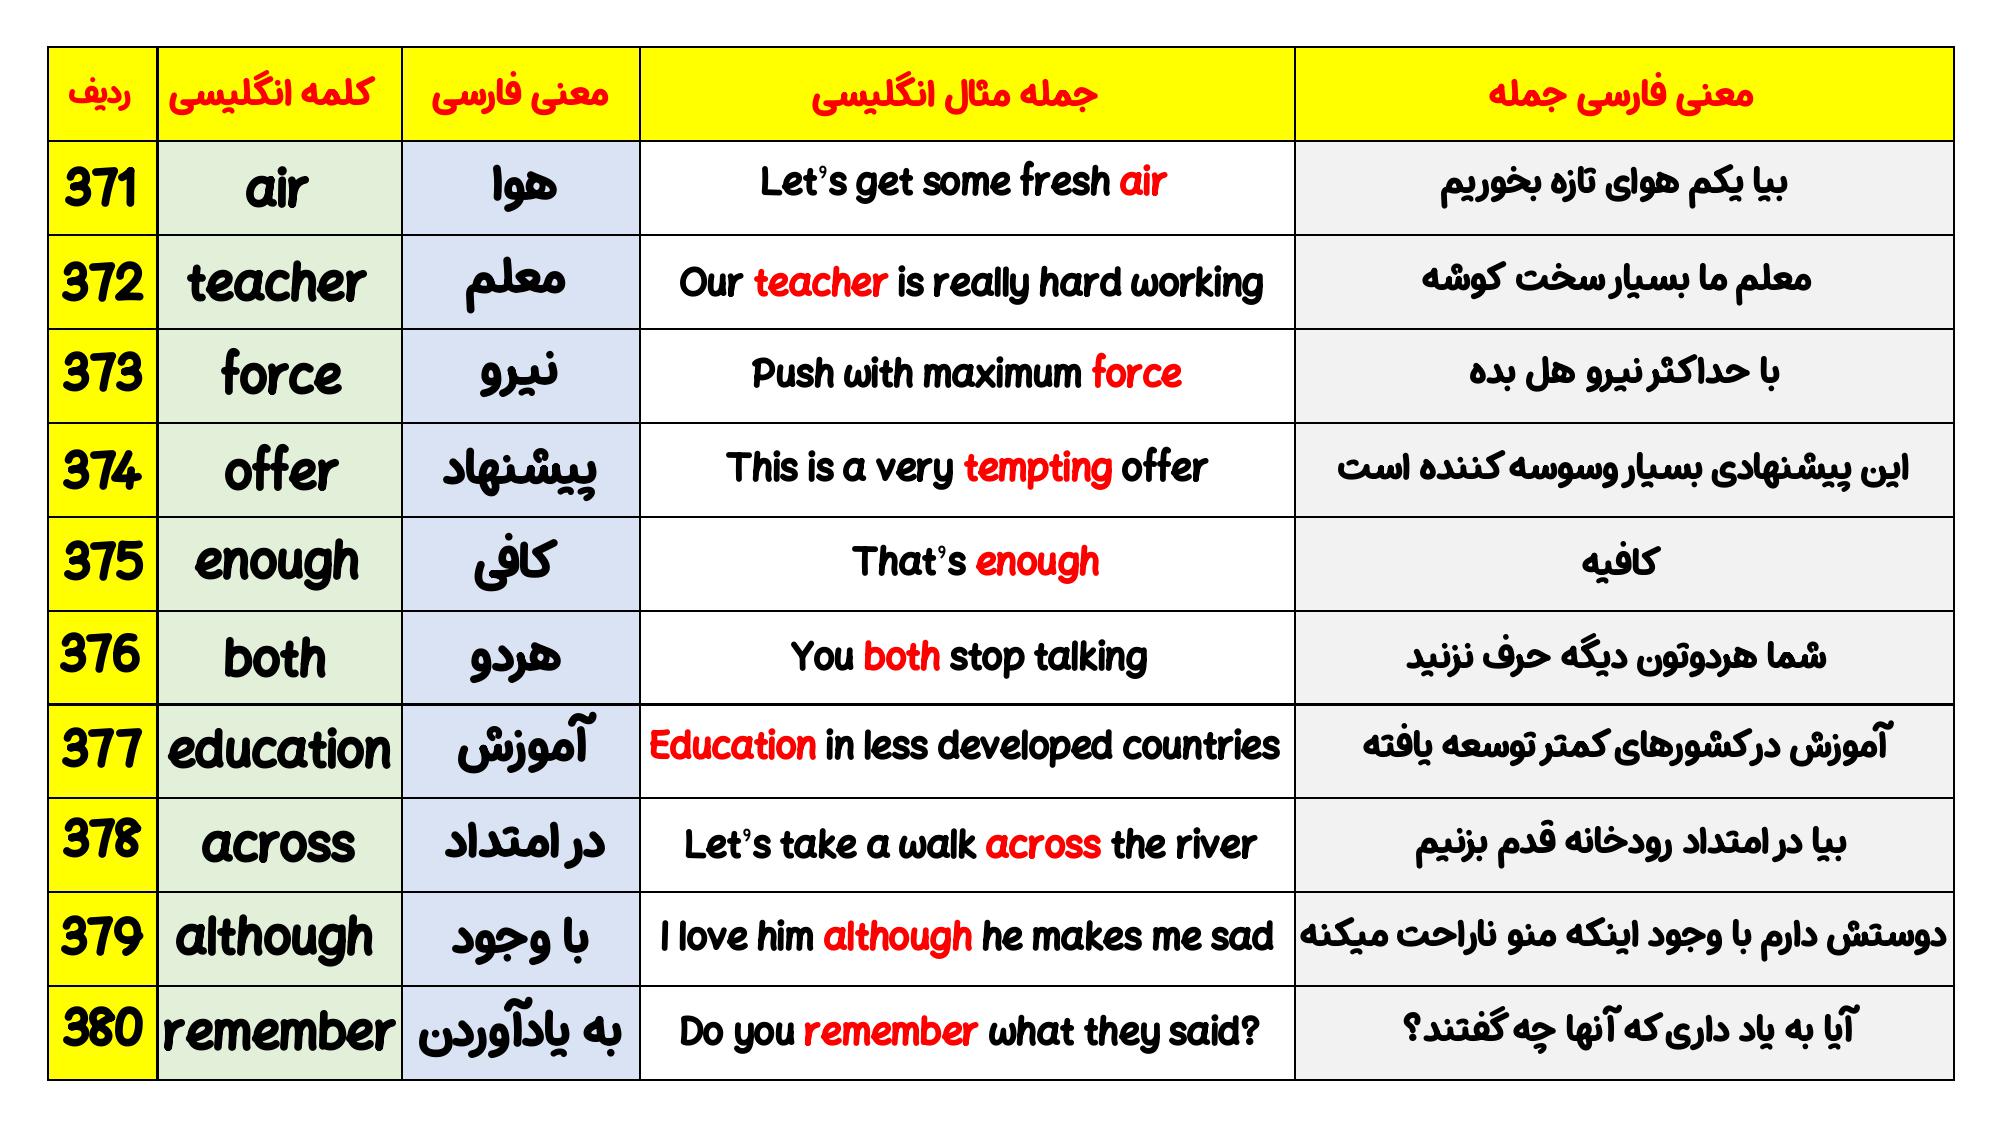 ردیف کلمه انگلیسی معنی فارسی جمله مثال انگلیسی معنی فارسی جمله
371 air هوا Let's get some fresh air بیا یکم هوای تازه بخوریم
372 teacher معلم Our teacher is really hard working معلم ما بسیار سخت کوشه
373 force نیرو Push with maximum force با حداکثر نیرو هل بده
374 offer پیشنهاد This is a very tempting offer این پیشنهادی بسیار وسوسه کننده است
375 enough کافی That's enough کافیه
376 both هردو You both stop talking شما هردوتون دیگه حرف نزنید
377 education آموزش Education in less developed countries آموزش در کشورهای کمتر توسعه یافته
378 across در امتداد Let's take a walk across the river بیا در امتداد رودخانه قدم بزنیم
379 although با وجود I love him although he makes me sad دوستش دارم با وجود اینکه منو ناراحت میکنه
380 remember به یادآوردن Do you remember what they said? آیا به یاد داری که آنها چه گفتند؟